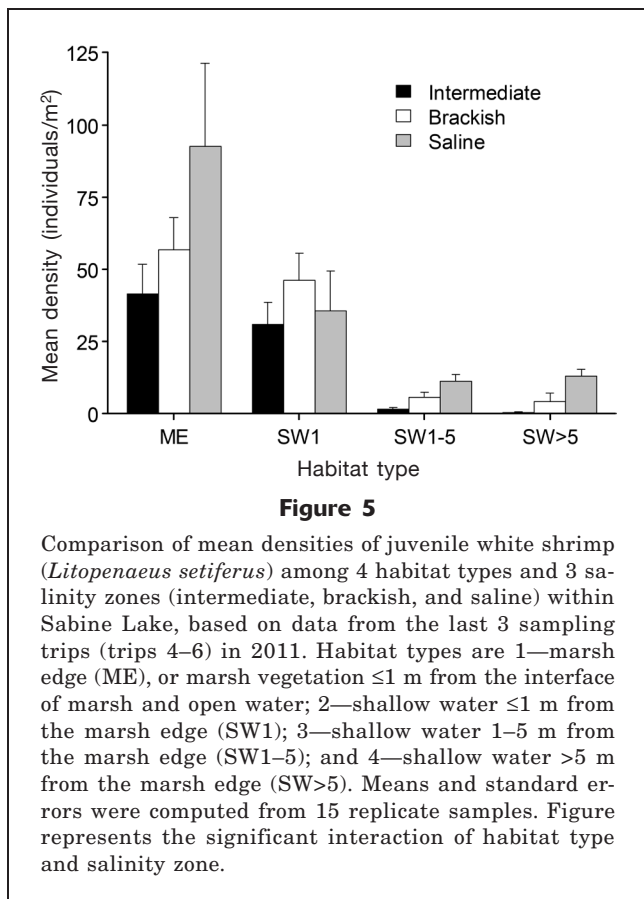 125
100
75
50
25
0
Mean density (individuals/m²)
Intermediate
Brackish
Saline
ME SW1 SW1-5 SW>5
Habitat type
Figure 5
Comparison of mean densities of juvenile white shrimp
(Litopenaeus setiferus) among 4 habitat types and 3 sa-
linity zones (intermediate, brackish, and saline) within
Sabine Lake, based on data from the last 3 sampling
trips (trips 4–6) in 2011. Habitat types are 1—marsh
edge (ME), or marsh vegetation ≤1 m from the interface
of marsh and open water; 2—shallow water ≤1 m from
the marsh edge (SW1); 3—shallow water 1–5 m from
the marsh edge (SW1–5); and 4—shallow water >5 m
from the marsh edge (SW>5). Means and standard er-
rors were computed from 15 replicate samples. Figure
represents the significant interaction of habitat type
and salinity zone.